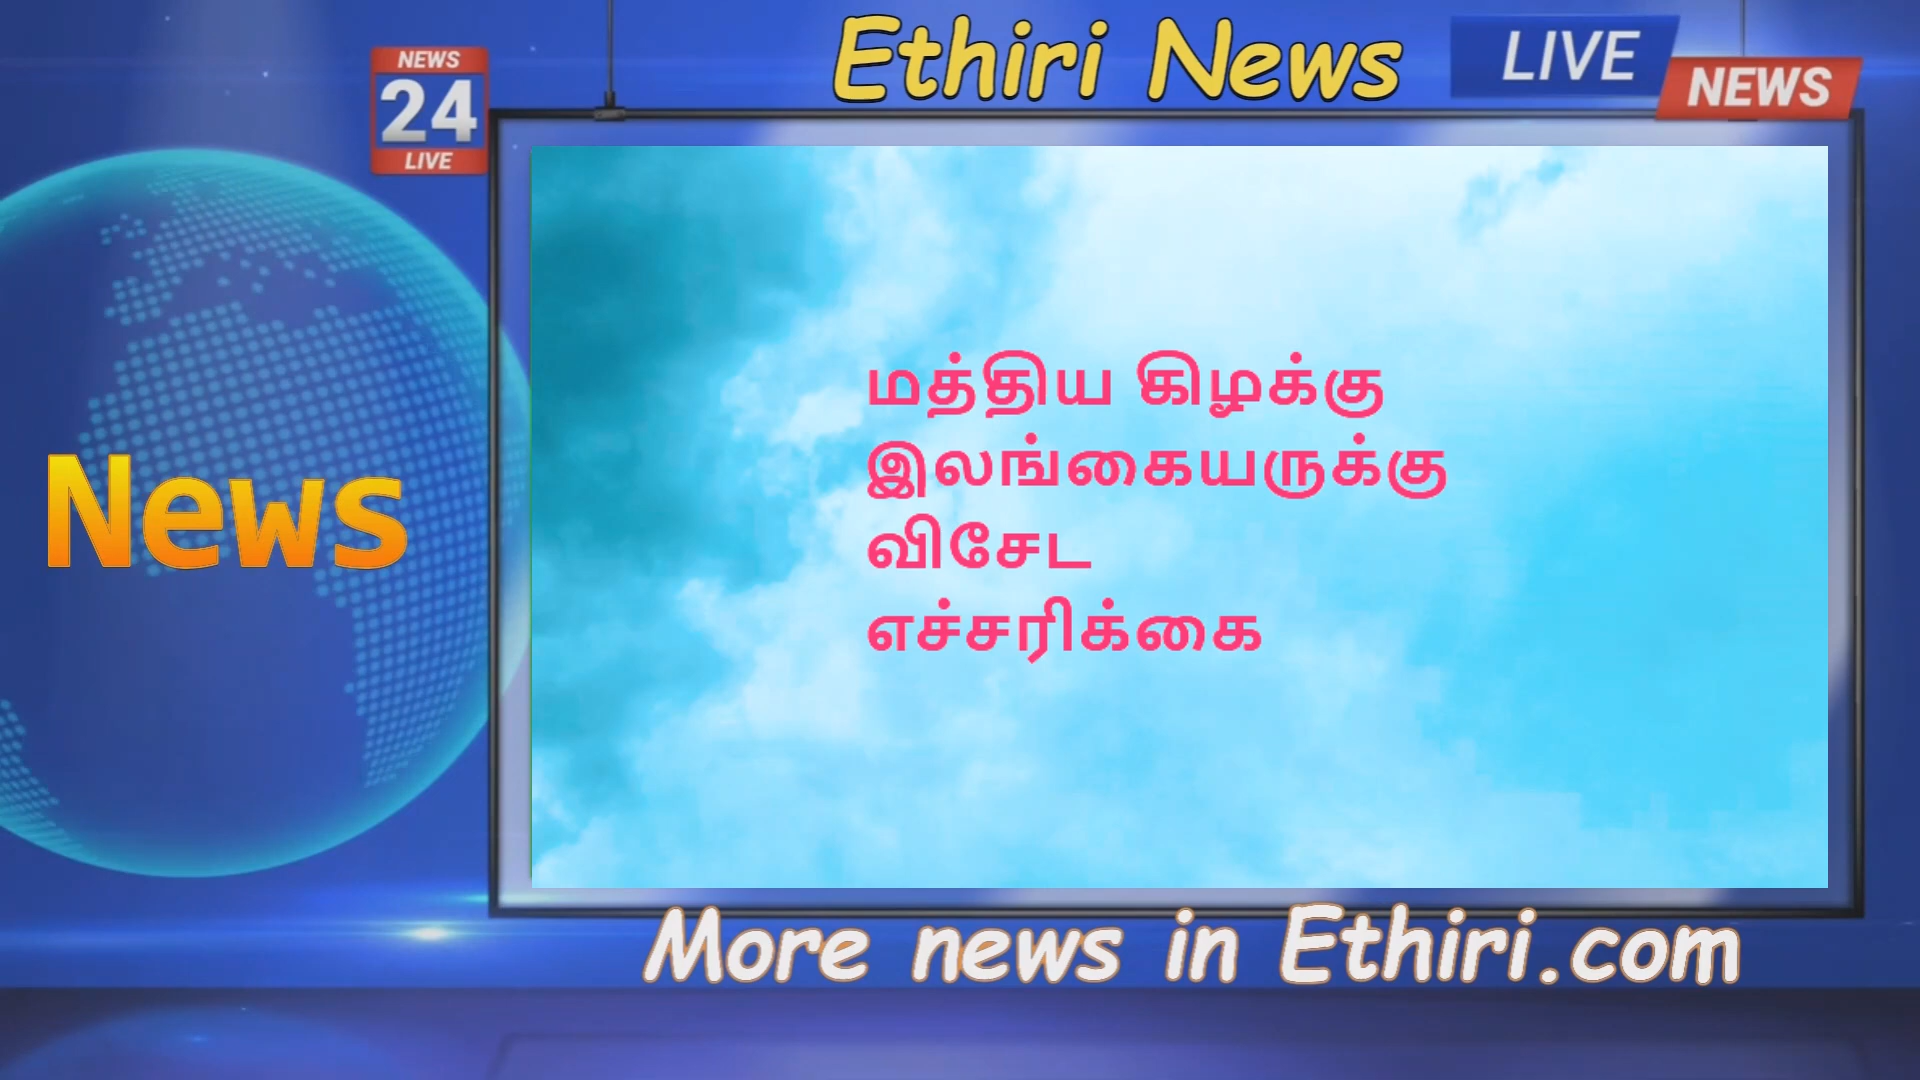 Ethiri News
LIVE
NEWS
NEWS
24
LIVE
மத்திய கிழக்கு
இலங்கையருக்கு
விசேட
எச்சரிக்கை
News
More news in Ethiri.com